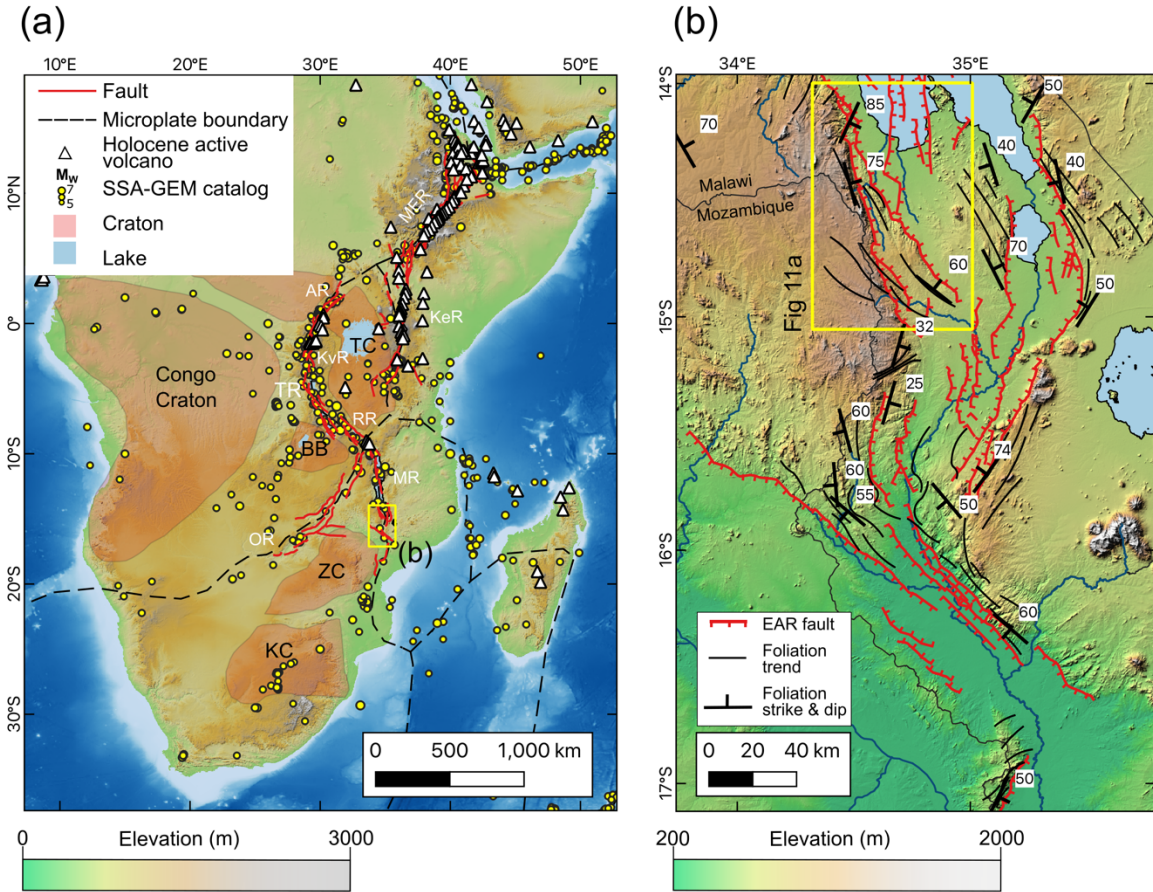 (a)
10°E 20°E 30°E 40°E 50°E
Fault
Microplate boundary
Holocene active
volcano
Mw
7
5
SSA-GEM catalog
Craton
Lake
10°N
0°
10°S
20°S
30°S
MER
AR
KeR
TC
KvR
Congo
Craton
TR
RR
BB
MR
OR
(b)
ZC
KC
0 500 1,000 km
Elevation (m)
0 3000
(b)
34°E 35°E
14°S
15°S
16°S
17°S
50
85
70
75
40
40
Malawi
Mozambique
70
60
50
Fig 11a
32
25
60
74
60
55
50
60
50
EAR fault
Foliation
trend
Foliation
strike & dip
0 20 40 km
Elevation (m)
200 2000